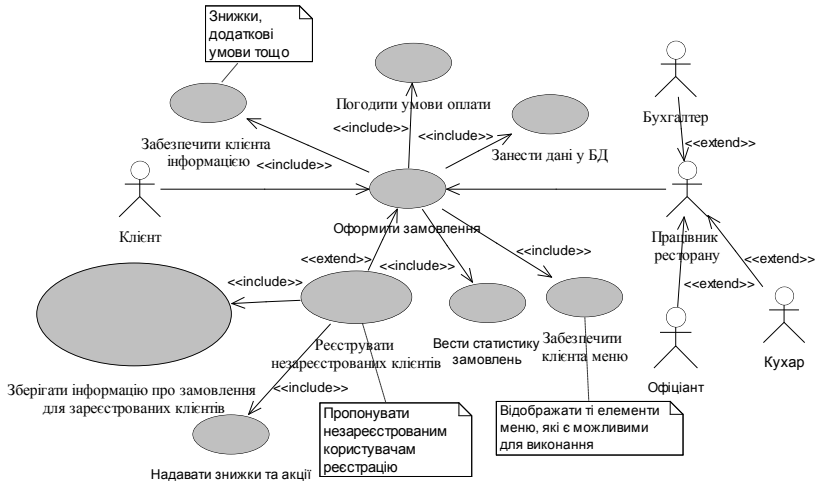 Знижки,
додаткові
умови тощо
Погодити умови оплати
Бухгалтер
Забезпечити клієнта
інформацією
<<include>>
<<include>>
<<include>>
Занести дані у БД
<<extend>>
Клієнт
Оформити замовлення
Працівник
ресторану
<<extend>>
<<include>>
<<include>>
<<include>>
<<extend>>
<<extend>>
Реєструвати
незареєстрованих клієнтів
Вести статистику
замовлень
Забезпечити
клієнта меню
Офіціант
Кухар
Зберігати інформацію про замовлення
для зареєстрованих клієнтів
<<include>>
Пропонувати
незареєстрованим
користувачам
реєстрацію
Відображати ті елементи
меню, які є можливими
для виконання
Надавати знижки та акції